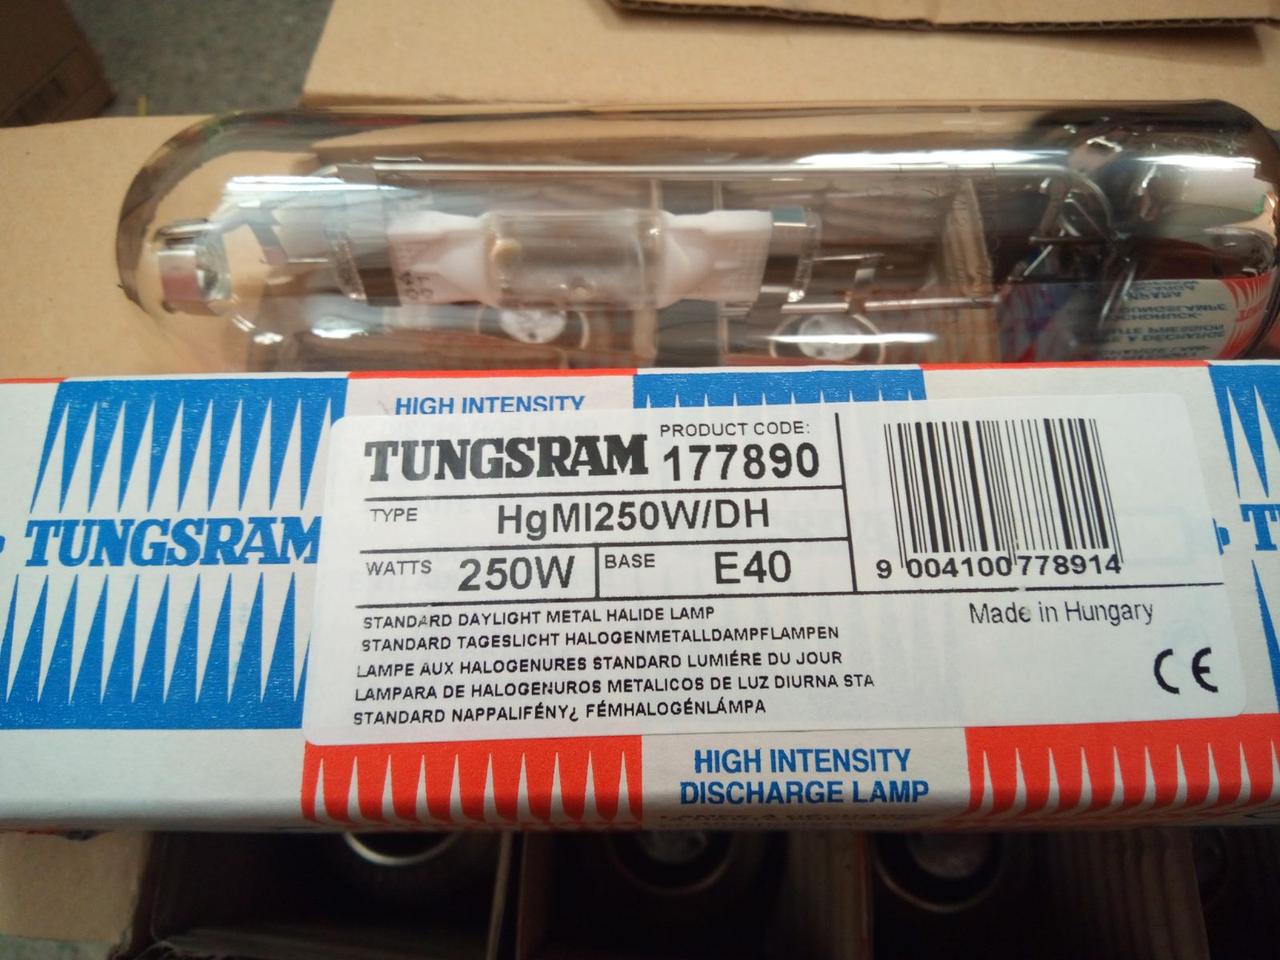 HIGH INTENSITY
TUNGSRAM
TUNGSRAM
PRODUCT CODE:
177890
TYPE HgMI250W/DH
WATTS 250W BASE E40
9 004100 778914
STANDARD DAYLIGHT METAL HALIDE LAMP
STANDARD TAGESLICHT HALOGENMETALLDAMPFLAMPEN
LAMPE AUX HALOGENURES STANDARD LUMIÉRE DU JOUR
LAMPARA DE HALOGENUROS METALICOS DE LUZ DIURNA STA
STANDARD NAPPALIFÉNY¿ FÉMHALOGÉNLÁMPA
Made in Hungary
CE
HIGH INTENSITY
DISCHARGE LAMP